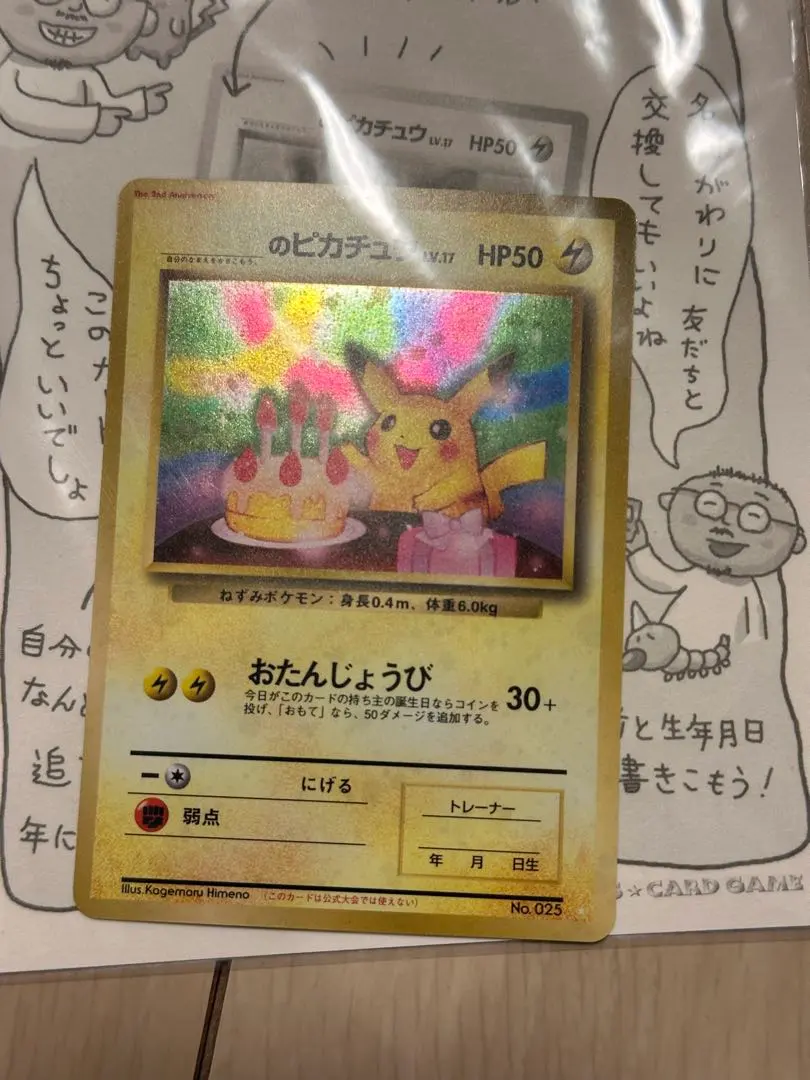 ピカチュウ LV.17 HP50
名 がわりに 友だちと
交換してもいいよね
この
ちょっといいでしょ
The 2nd Anniversary
のピカチュウ LV.17 HP50
自分のなまえをかきこもう。
ねずみポケモン:身長0.4m、体重6.0kg
おたんじょうび 30+
今日がこのカードの持ち主の誕生日ならコインを
投げ、「おもて」なら、50ダメージを追加する。
にげる
弱点
トレーナー
年 月 日生
Illus.Kagemaru Himeno (このカードは公式大会では使えない) No. 025
自分
なんと
追
年に
と生年月日
書きこもう!
★CARD GAME